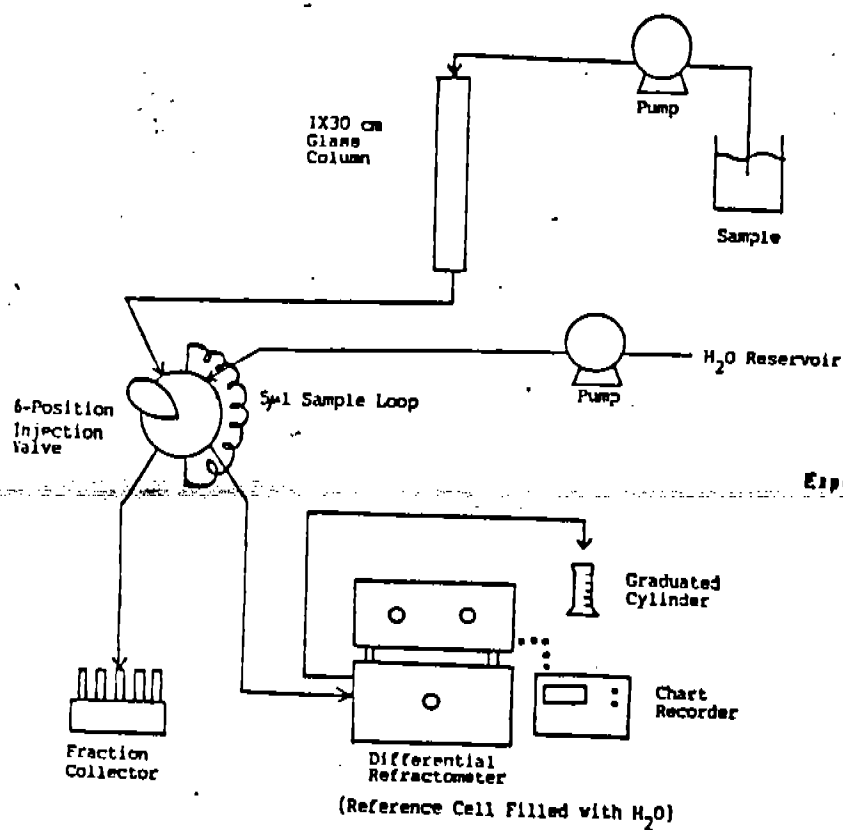 Pump
1X30 cm
Glass
Column
Sample
H₂O Reservoir
Pump
5µl Sample Loop
6-Position
Injection
Valve
Graduated
Cylinder
Chart
Recorder
Fraction
Collector
Differential
Refractometer
(Reference Cell Filled with H₂O)